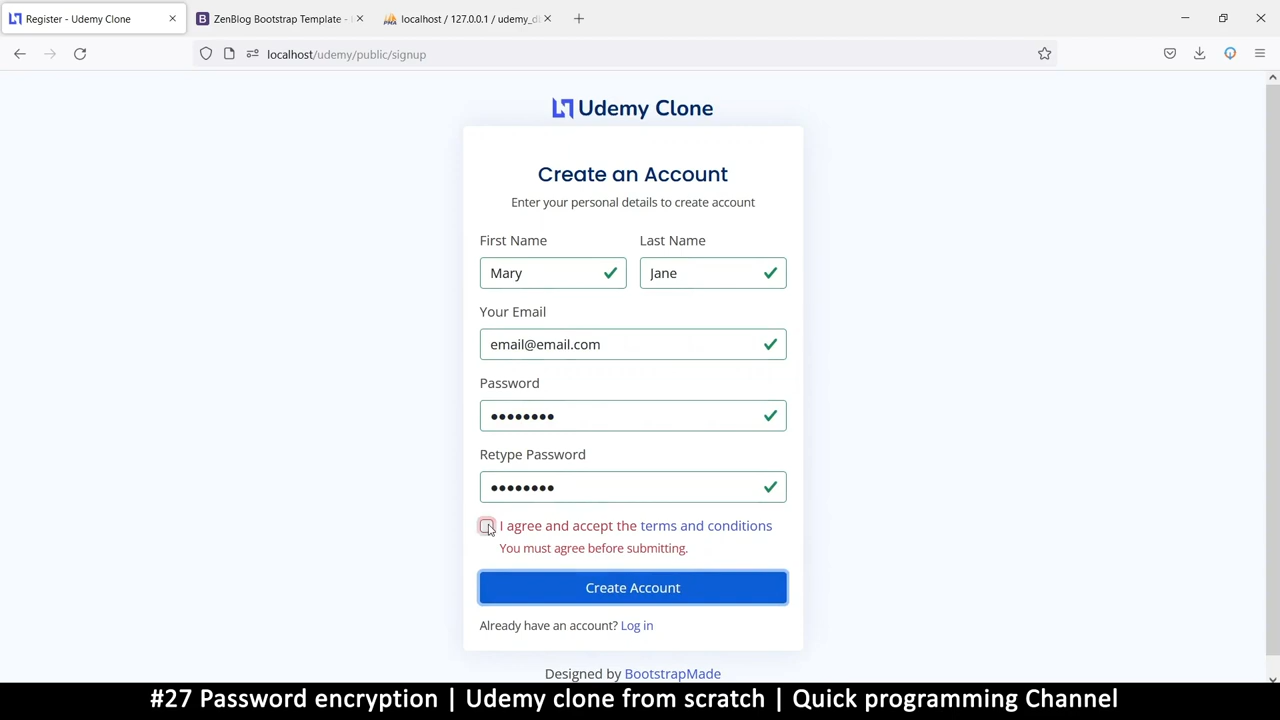 Register - Udemy Clone
ZenBlog Bootstrap Template -
localhost / 127.0.0.1 / udemy_d
localhost/udemy/public/signup
Udemy Clone
Create an Account
Enter your personal details to create account
First Name
Last Name
Mary
Jane
Your Email
email@email.com
Password
••••••••
Retype Password
••••••••
I agree and accept the terms and conditions
You must agree before submitting.
Create Account
Already have an account? Log in
Designed by BootstrapMade
#27 Password encryption | Udemy clone from scratch | Quick programming Channel